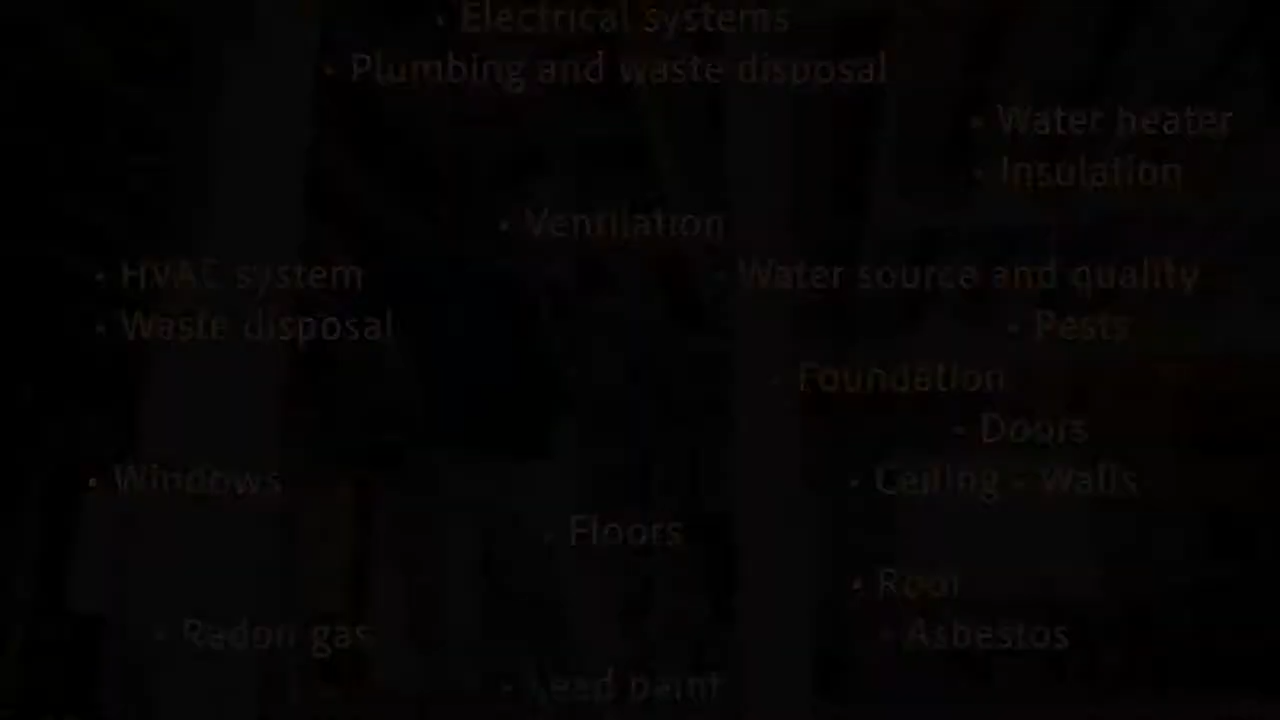 • Electrical systems
• Plumbing and waste disposal
• Water heater
• Insulation
• Ventilation
• HVAC system • Water source and quality
• Waste disposal • Pests
• Foundation
• Doors
• Windows • Ceiling - Walls
• Floors
• Roof
• Radon gas • Asbestos
• Lead paint